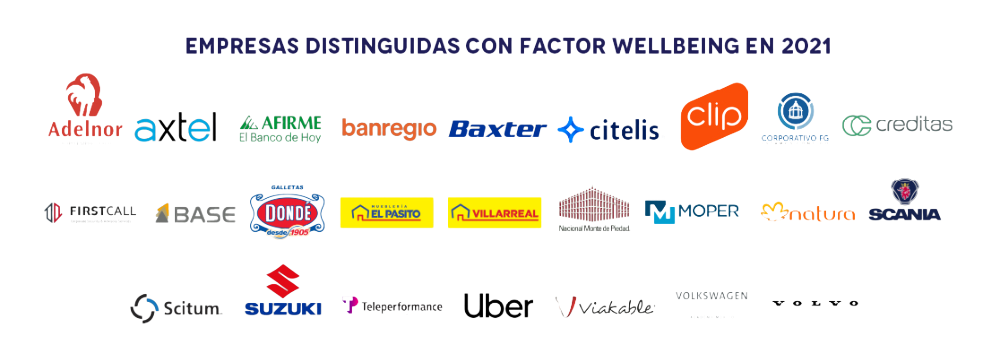 EMPRESAS DISTINGUIDAS CON FACTOR WELLBEING EN 2021
Adelnor
axtel
AFIRME
El Banco de Hoy
banregio
Baxter
citelis
clip
CORPORATIVO FG
creditas
FIRSTCALL
BASE
GALLETAS
DONDÉ
desde 1905
MUEBLERIA
EL PASITO
VILLARREAL
Nacional Monte de Piedad.
MOPER
natura
SCANIA
Scitum
SUZUKI
Teleperformance
Uber
Viakable
VOLKSWAGEN
VOLVO